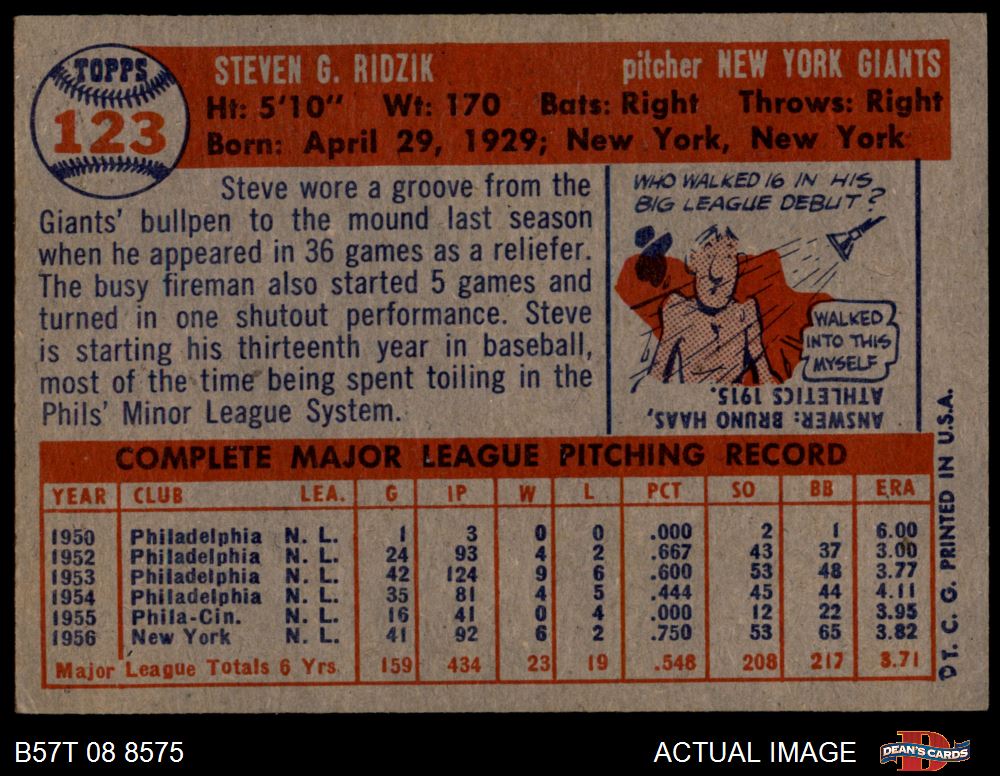 TOPPS
123
STEVEN G. RIDZIK pitcher NEW YORK GIANTS
Ht: 5'10" Wt: 170 Bats: Right Throws: Right
Born: April 29, 1929; New York, New York
Steve wore a groove from the
Giants' bullpen to the mound last season
when he appeared in 36 games as a reliefer.
The busy fireman also started 5 games and
turned in one shutout performance. Steve
is starting his thirteenth year in baseball,
most of the time being spent toiling in the
Phils' Minor League System.
WHO WALKED 16 IN HIS
BIG LEAGUE DEBUT?
WALKED
INTO THIS
MYSELF
ANSWER: BRUNO HAAS,
ATHLETICS 1915.
COMPLETE MAJOR LEAGUE PITCHING RECORD
YEAR CLUB LEA. G IP W L PCT SO BB ERA
1950 Philadelphia N. L. 1 3 0 0 .000 2 1 6.00
1952 Philadelphia N. L. 24 93 4 2 .667 43 37 3.00
1953 Philadelphia N. L. 42 124 9 6 .600 53 48 3.77
1954 Philadelphia N. L. 35 81 4 5 .444 45 44 4.11
1955 Phila-Cin. N. L. 16 41 0 4 .000 12 22 3.95
1956 New York N. L. 41 92 6 2 .750 53 65 3.82
Major League Totals 6 Yrs. 159 434 23 19 .548 208 217 3.71
© T. C. G. PRINTED IN U.S.A.
B57T 08 8575
ACTUAL IMAGE
D
DEAN'S CARDS